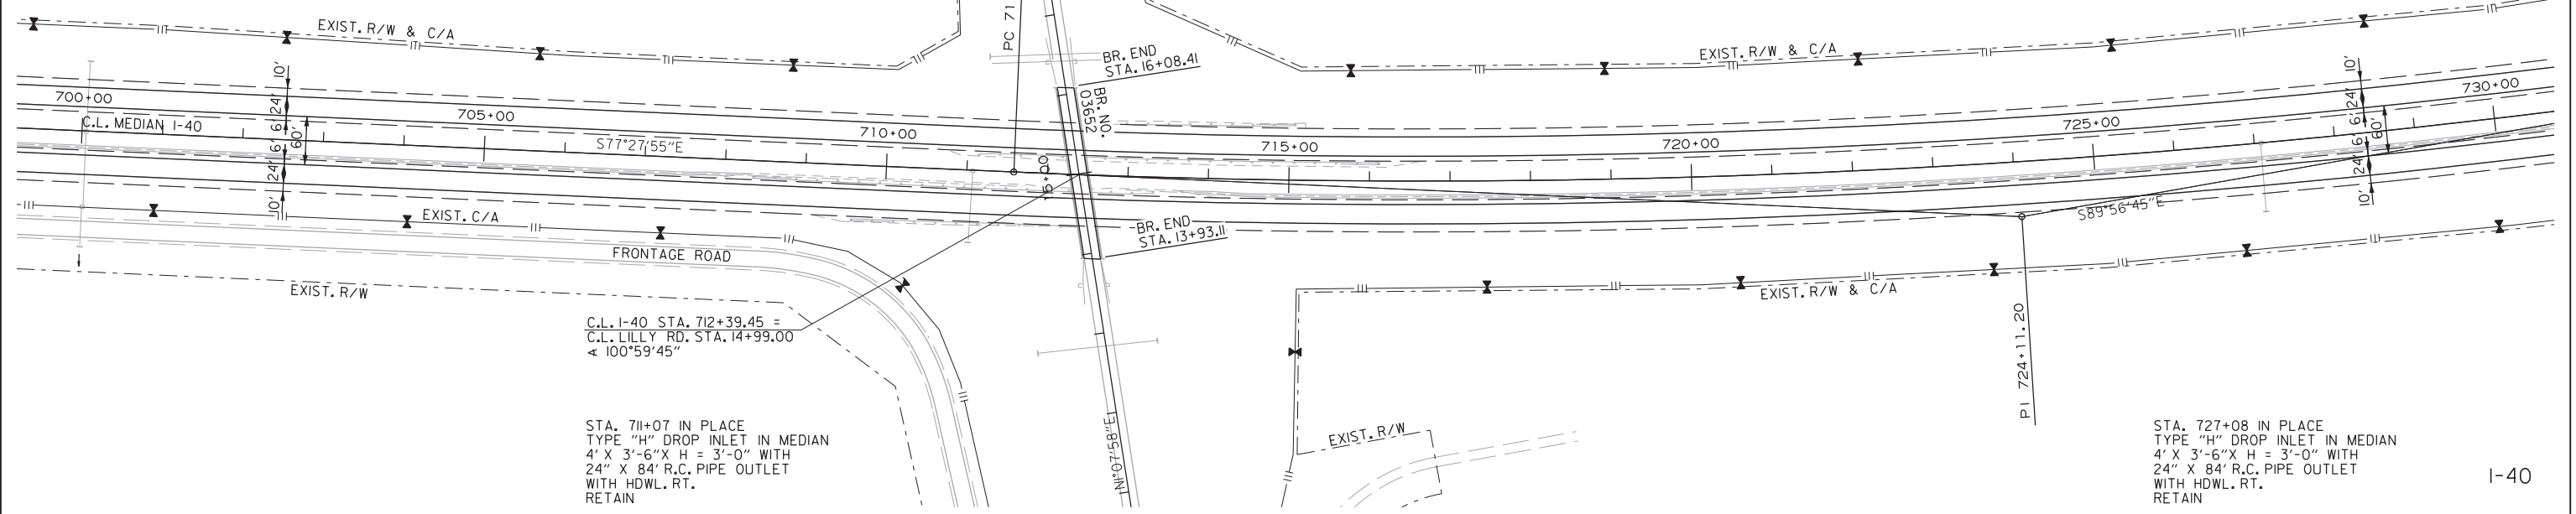 EXIST. R/W & C/A
PC 71
BR. END
STA. 16+08.41
EXIST. R/W & C/A
10'
24'
6'
60'
6'
24'
10'
700+00
C.L. MEDIAN I-40
705+00
S77°27'55"E
710+00
15+00
BR. NO.
03652
715+00
720+00
725+00
730+00
10'
24'
6'
60'
6'
24'
10'
EXIST. C/A
BR. END
STA. 13+93.11
S89°56'45"E
FRONTAGE ROAD
EXIST. R/W
EXIST. R/W & C/A
C.L. I-40 STA. 712+39.45 =
C.L. LILLY RD. STA. 14+99.00
∢ 100°59'45"
PI 724+11.20
EXIST. R/W
STA. 711+07 IN PLACE
TYPE "H" DROP INLET IN MEDIAN
4' X 3'-6" X H = 3'-0" WITH
24" X 84' R.C. PIPE OUTLET
WITH HDWL. RT.
RETAIN
STA. 727+08 IN PLACE
TYPE "H" DROP INLET IN MEDIAN
4' X 3'-6" X H = 3'-0" WITH
24" X 84' R.C. PIPE OUTLET
WITH HDWL. RT.
RETAIN
I-40